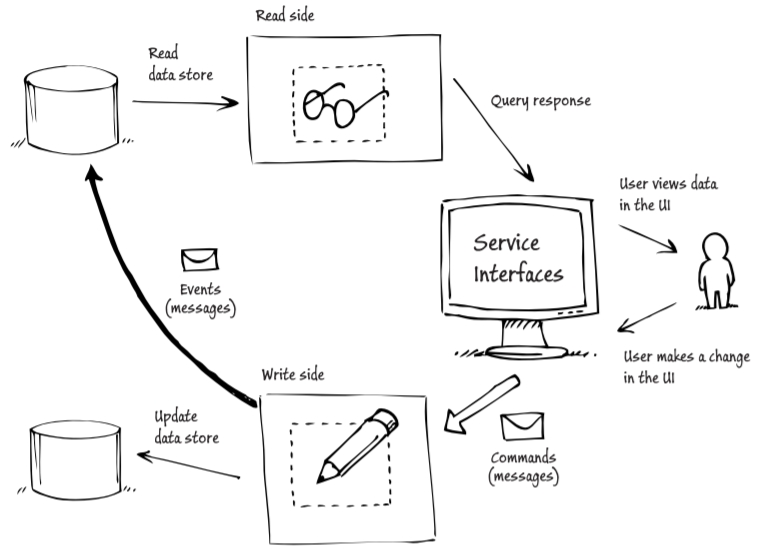 Read side
Read
data store
Query response
User views data
in the UI
Service
Interfaces
Events
(messages)
User makes a change
in the UI
Write side
Update
data store
Commands
(messages)